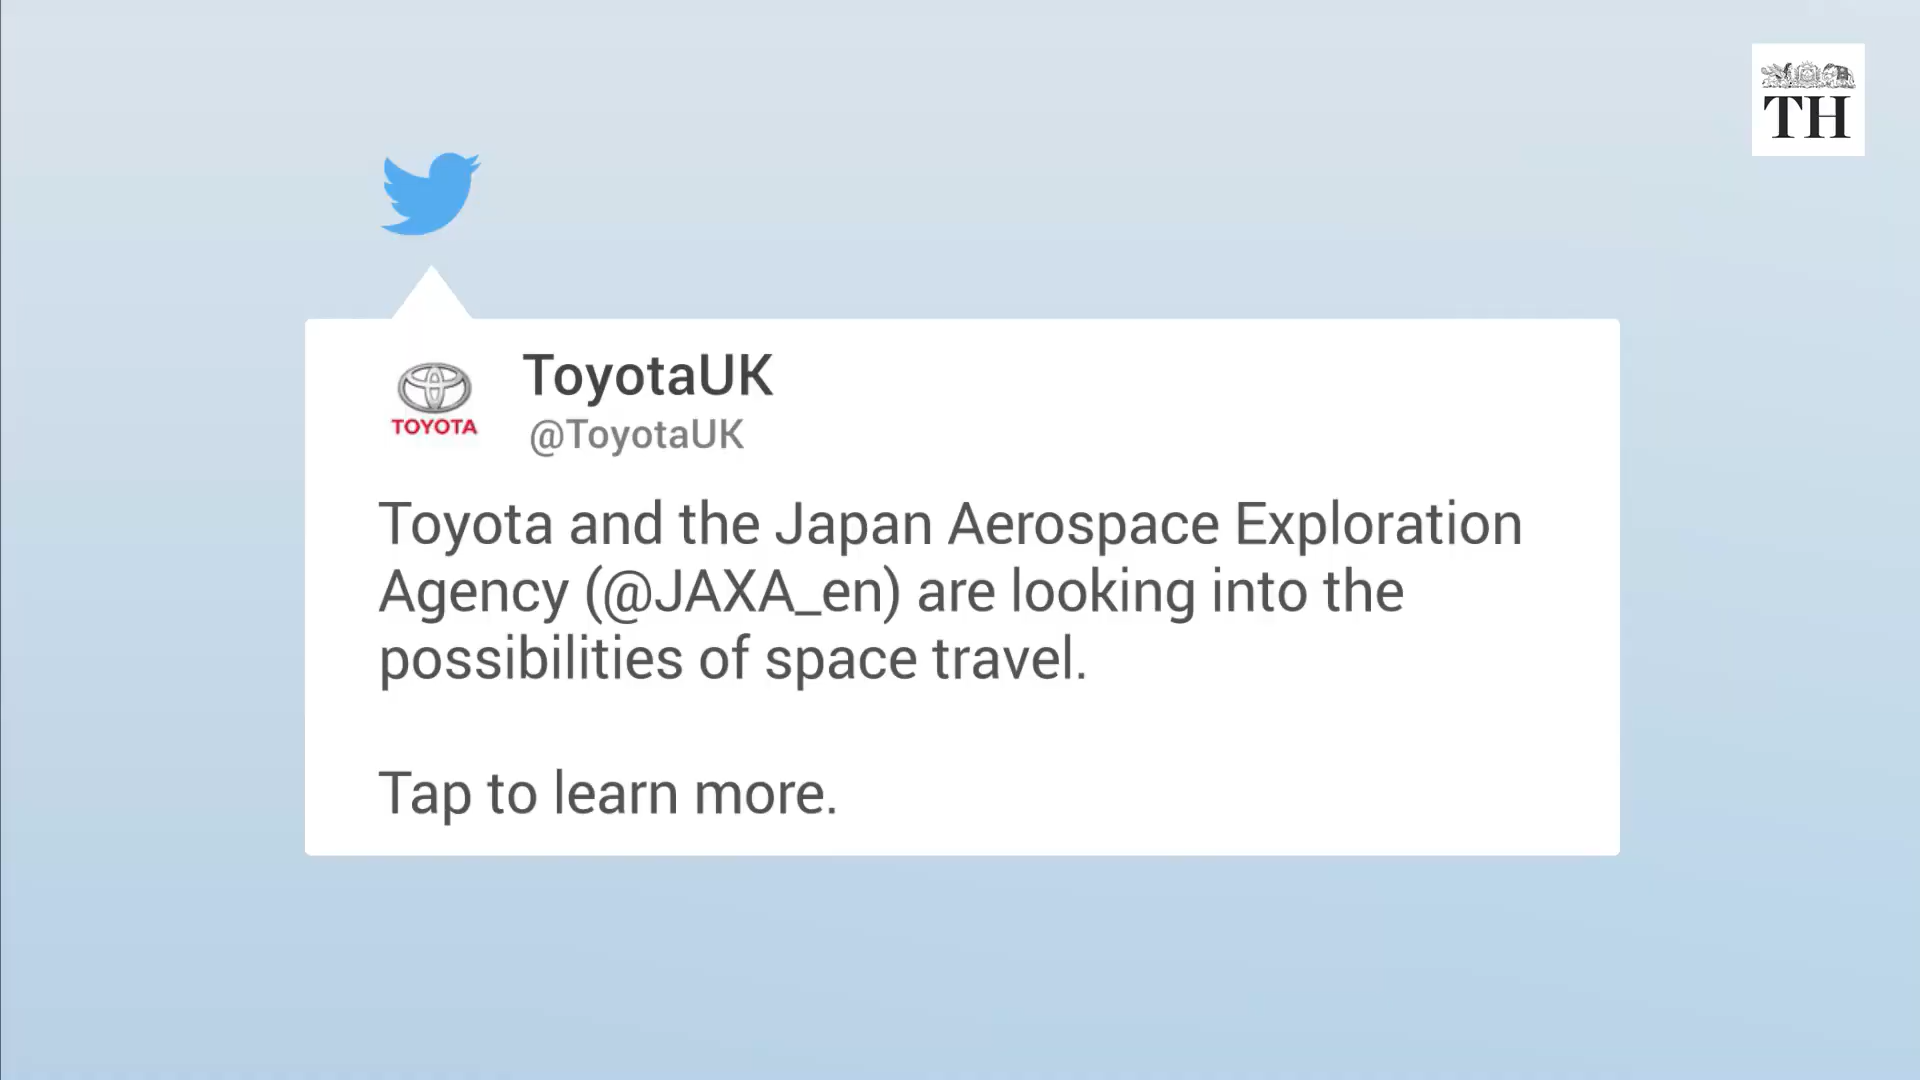 TH
ToyotaUK
TOYOTA
@ToyotaUK
Toyota and the Japan Aerospace Exploration
Agency (@JAXA_en) are looking into the
possibilities of space travel.
Tap to learn more.